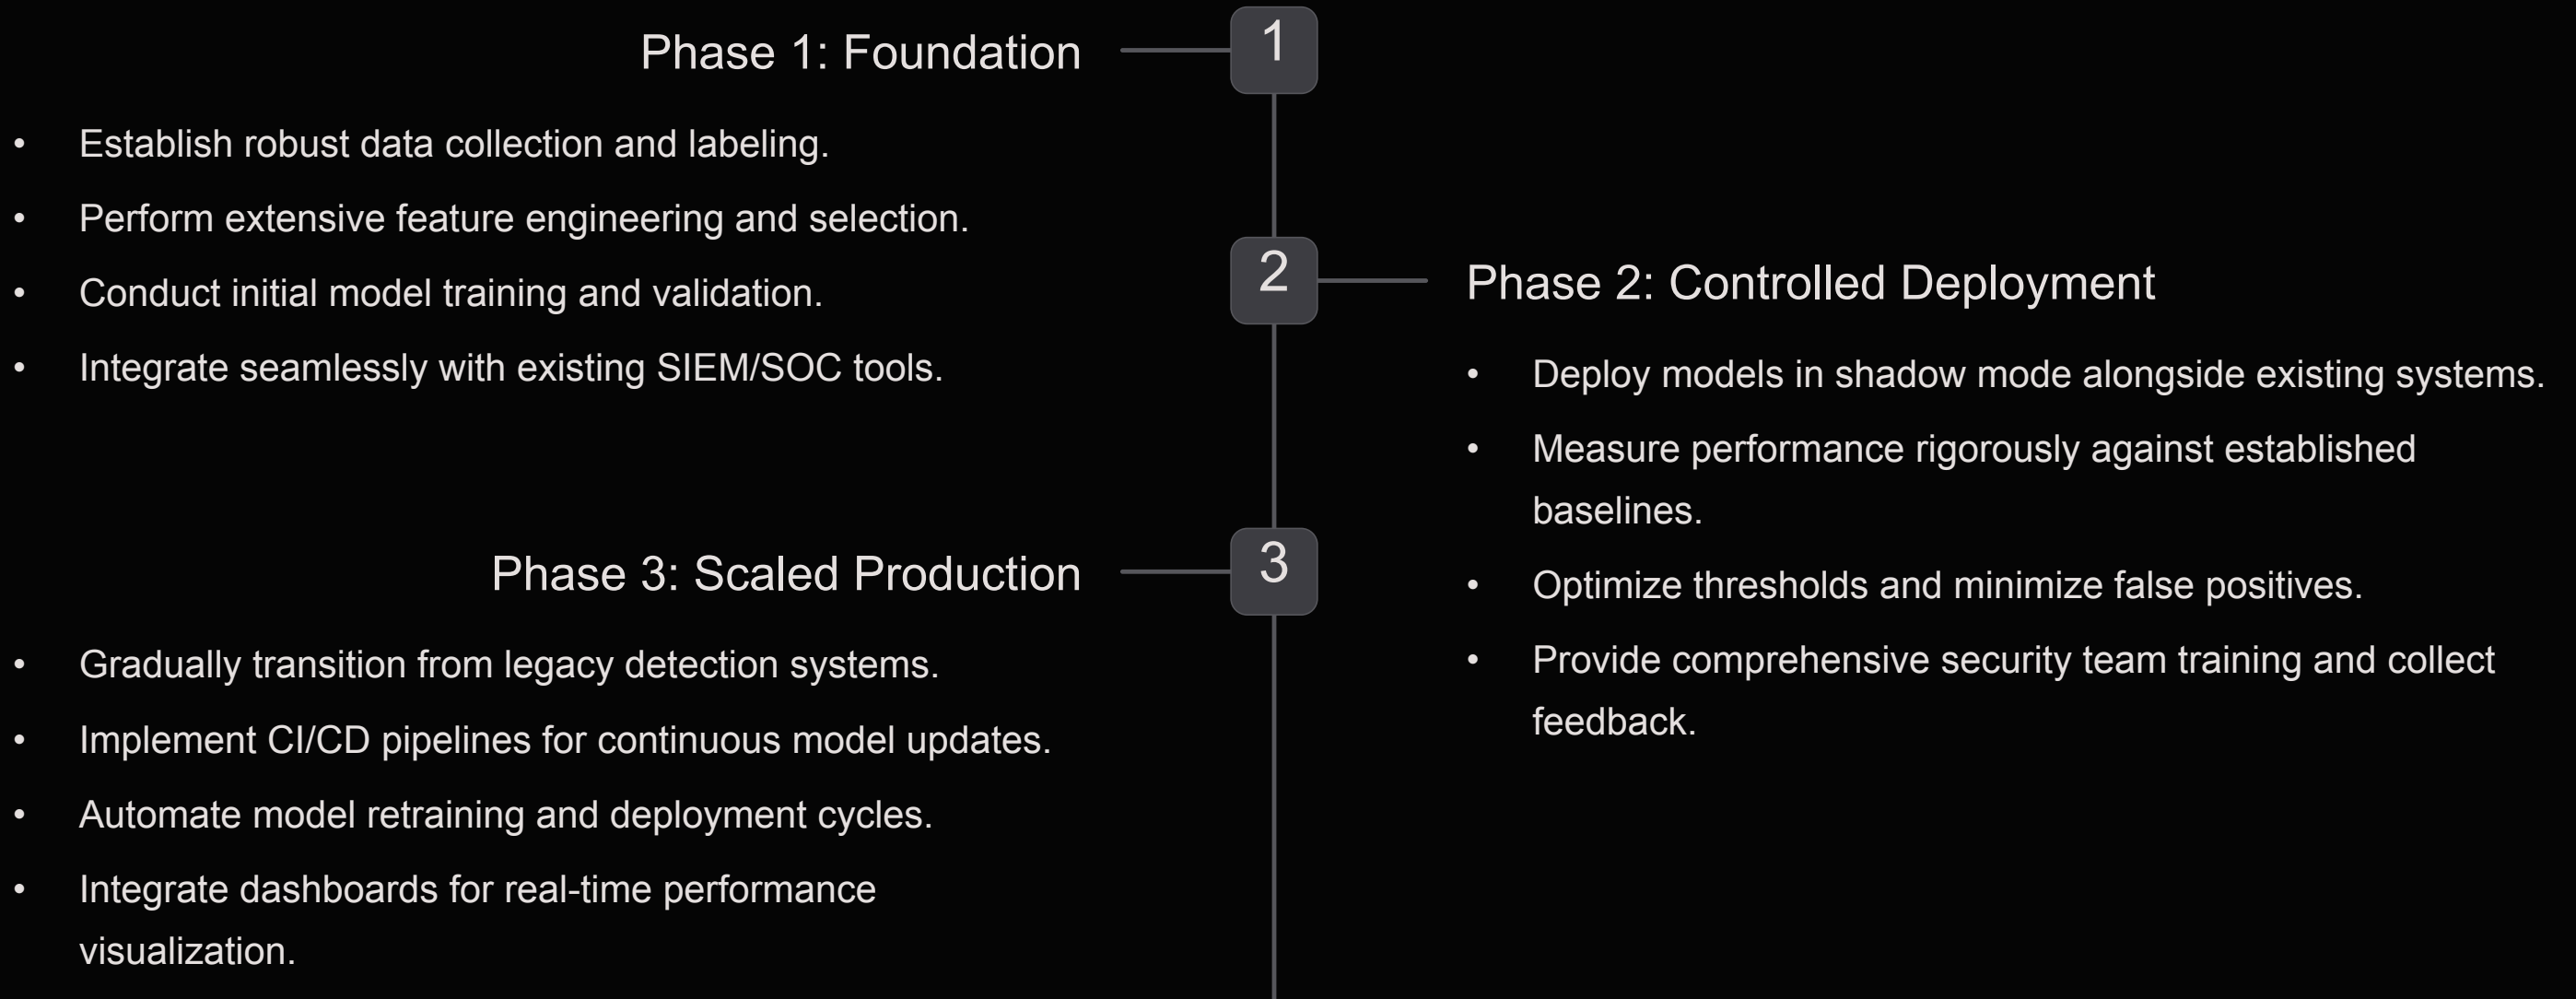 Phase 1: Foundation
1
• Establish robust data collection and labeling.
• Perform extensive feature engineering and selection.
• Conduct initial model training and validation.
• Integrate seamlessly with existing SIEM/SOC tools.
2
Phase 2: Controlled Deployment
• Deploy models in shadow mode alongside existing systems.
• Measure performance rigorously against established
baselines.
• Optimize thresholds and minimize false positives.
• Provide comprehensive security team training and collect
feedback.
Phase 3: Scaled Production
3
• Gradually transition from legacy detection systems.
• Implement CI/CD pipelines for continuous model updates.
• Automate model retraining and deployment cycles.
• Integrate dashboards for real-time performance
visualization.